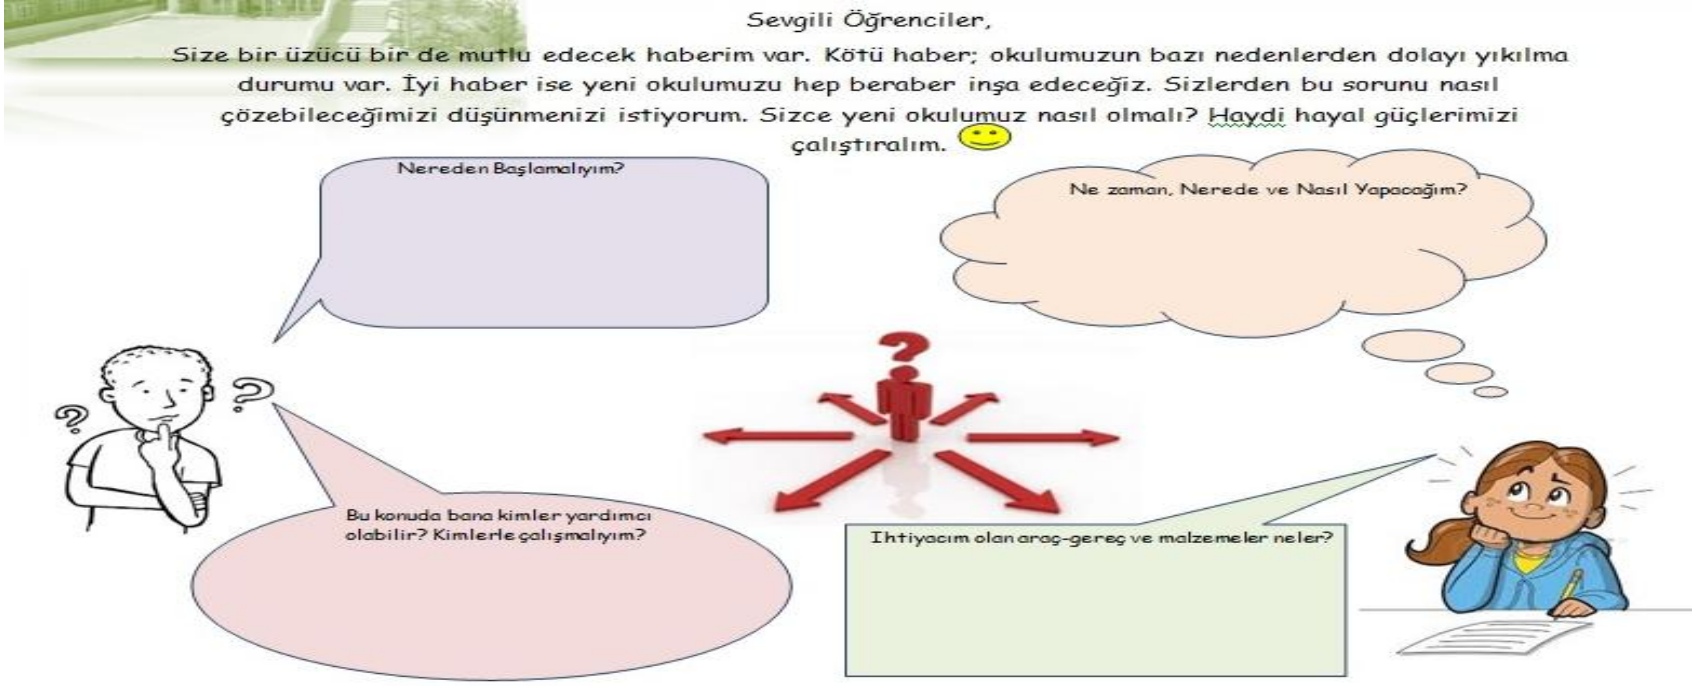 Sevgili Öğrenciler,
Size bir üzücü bir de mutlu edecek haberim var. Kötü haber; okulumuzun bazı nedenlerden dolayı yıkılma
durumu var. İyi haber ise yeni okulumuzu hep beraber inşa edeceğiz. Sizlerden bu sorunu nasıl
çözebileceğimizi düşünmenizi istiyorum. Sizce yeni okulumuz nasıl olmalı? Haydi hayal güçlerimizi
çalıştıralım.
Nereden Başlamalıyım?
Ne zaman, Nerede ve Nasıl Yapacağım?
?
?
?
Bu konuda bana kimler yardımcı
olabilir? Kimlerle çalışmalıyım?
Ihtiyacım olan araç-gereç ve malzemeler neler?